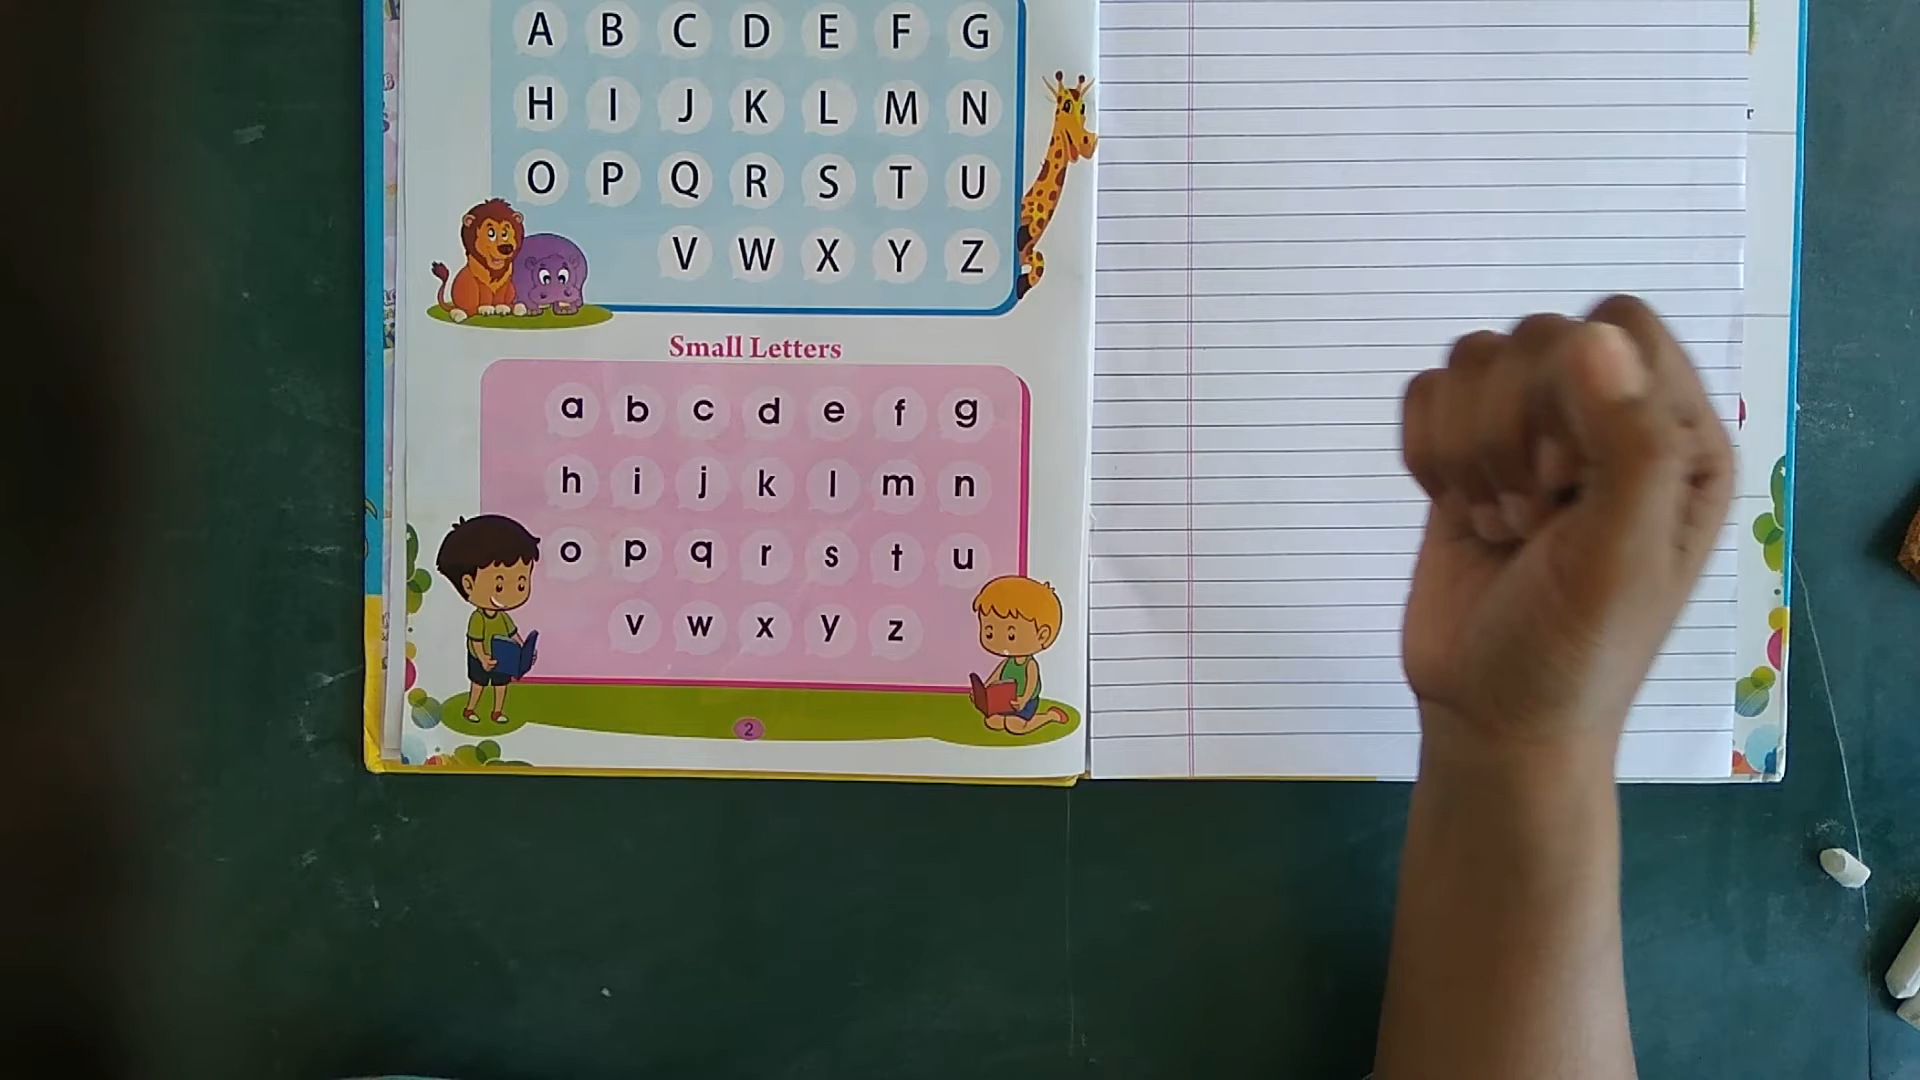 A B C D E F G
H I J K L M N
O P Q R S T U
V W X Y Z
Small Letters
a b c d e f g
h i j k l m n
o p q r s t u
v w x y z
2